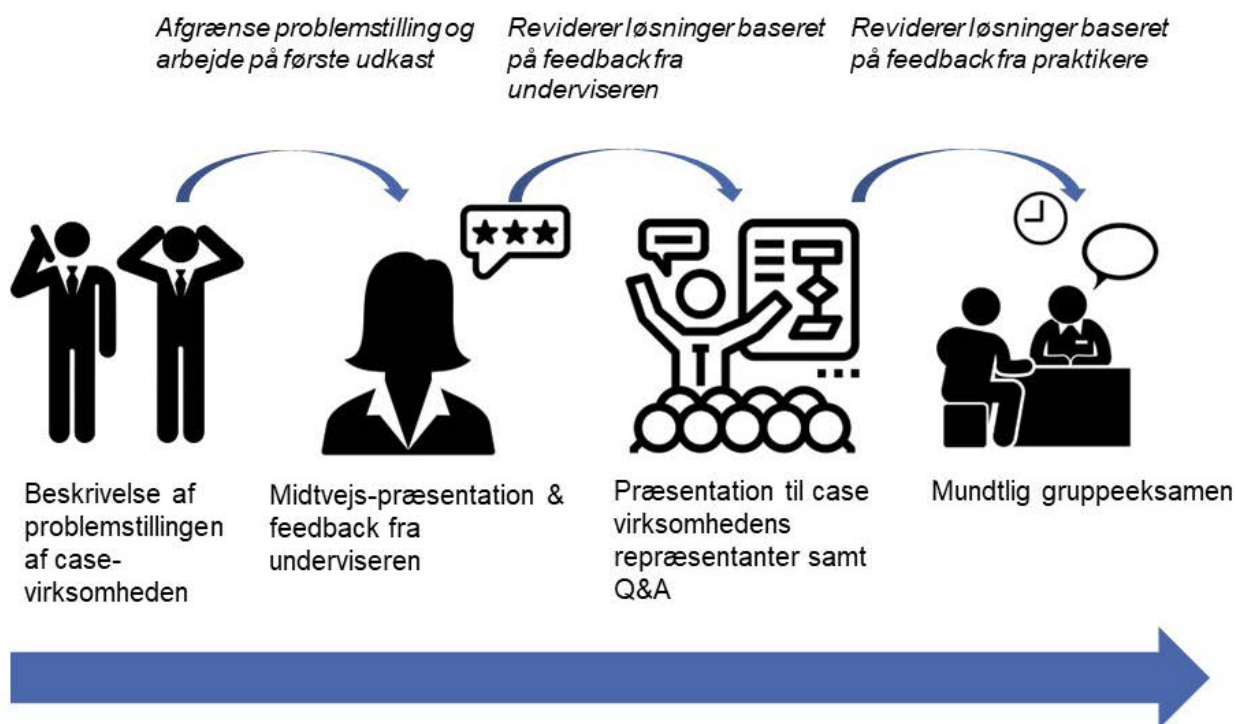 Afgrænse problemstilling og
arbejde på første udkast
Reviderer løsninger baseret
på feedback fra
underviseren
Reviderer løsninger baseret
på feedback fra praktikere
Beskrivelse af
problemstillingen
af case-
virksomheden
Midtvejs-præsentation &
feedback fra
underviseren
Præsentation til case
virksomhedens
repræsentanter samt
Q&A
Mundtlig gruppeeksamen